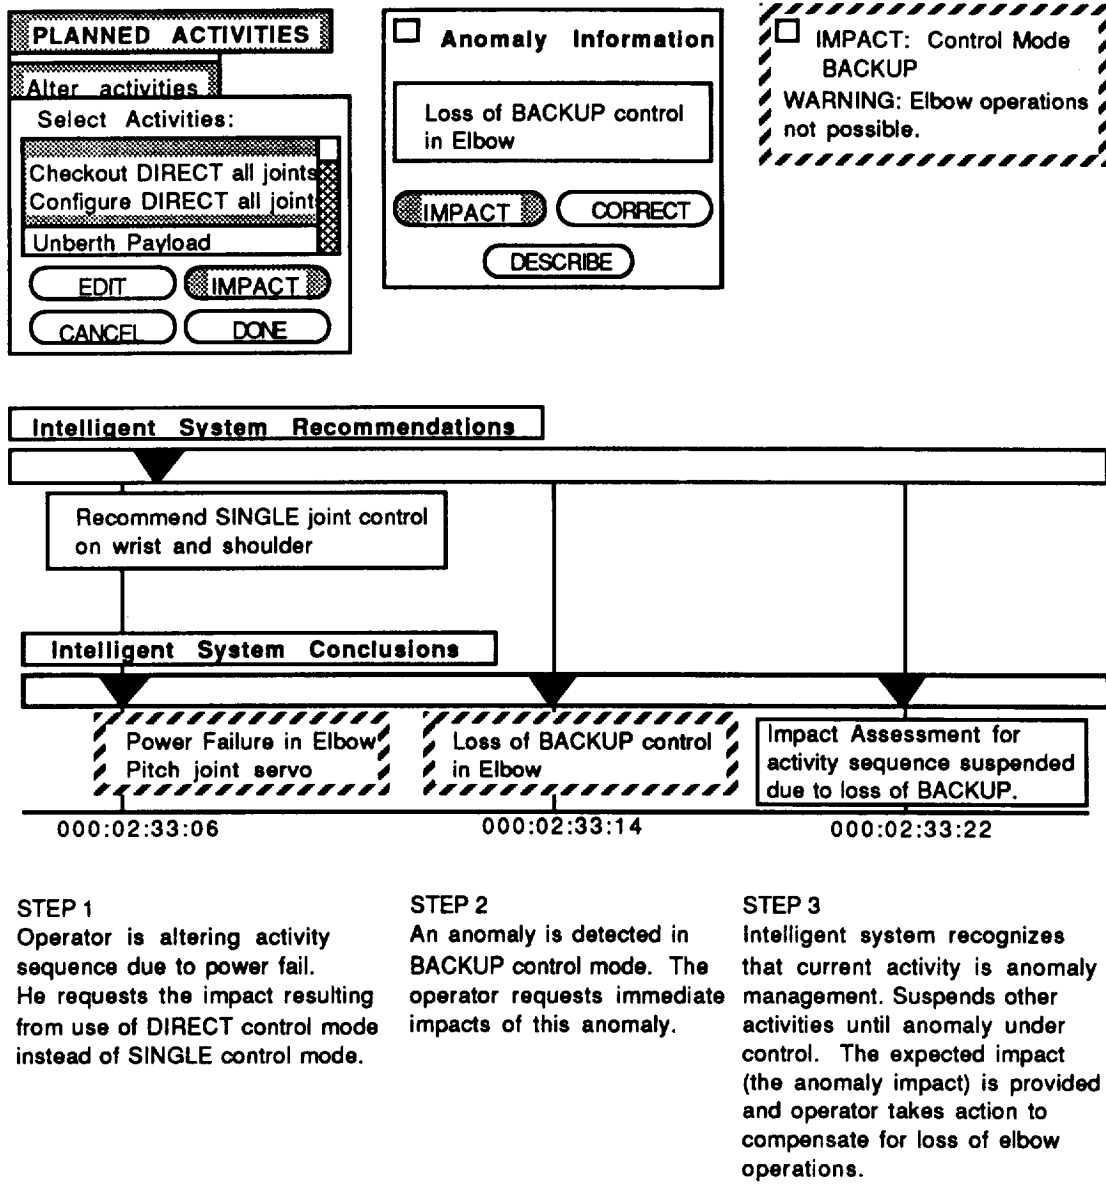 PLANNED ACTIVITIES
Alter activities
Select Activities:
Checkout DIRECT all joints
Configure DIRECT all joint
Unberth Payload
EDIT
IMPACT
CANCEL
DONE
Anomaly Information
Loss of BACKUP control
in Elbow
IMPACT
CORRECT
DESCRIBE
IMPACT: Control Mode
BACKUP
WARNING: Elbow operations
not possible.
Intelligent System Recommendations
Recommend SINGLE joint control
on wrist and shoulder
Intelligent System Conclusions
Power Failure in Elbow
Pitch joint servo
Loss of BACKUP control
in Elbow
Impact Assessment for
activity sequence suspended
due to loss of BACKUP.
000:02:33:06
000:02:33:14
000:02:33:22
STEP 1
Operator is altering activity
sequence due to power fail.
He requests the impact resulting
from use of DIRECT control mode
instead of SINGLE control mode.
STEP 2
An anomaly is detected in
BACKUP control mode. The
operator requests immediate
impacts of this anomaly.
STEP 3
Intelligent system recognizes
that current activity is anomaly
management. Suspends other
activities until anomaly under
control. The expected impact
(the anomaly impact) is provided
and operator takes action to
compensate for loss of elbow
operations.